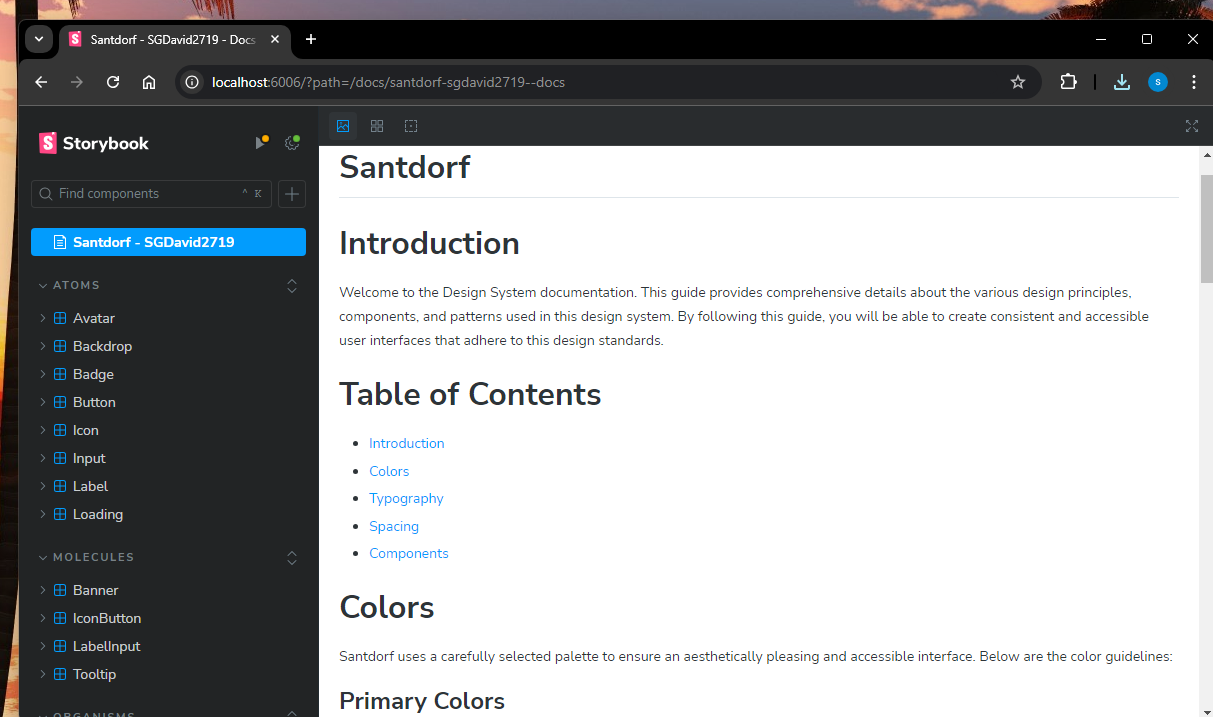 Santdorf - SGDavid2719 - Docs
localhost:6006/?path=/docs/santdorf-sgdavid2719--docs
S
S Storybook
Find components ^ K
Santdorf - SGDavid2719
ATOMS
Avatar
Backdrop
Badge
Button
Icon
Input
Label
Loading
MOLECULES
Banner
IconButton
LabelInput
Tooltip
ORGANISMS
Santdorf
Introduction
Welcome to the Design System documentation. This guide provides comprehensive details about the various design principles,
components, and patterns used in this design system. By following this guide, you will be able to create consistent and accessible
user interfaces that adhere to this design standards.
Table of Contents
Introduction
Colors
Typography
Spacing
Components
Colors
Santdorf uses a carefully selected palette to ensure an aesthetically pleasing and accessible interface. Below are the color guidelines:
Primary Colors